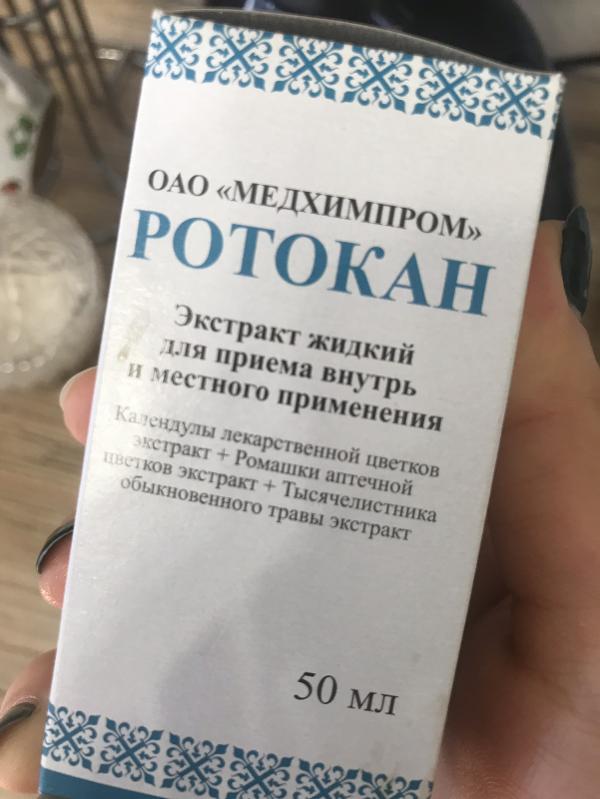 ОАО «МЕДХИМПРОМ»
РОТОКАН
Экстракт жидкий
для приема внутрь
и местного применения
Календулы лекарственной цветков
экстракт + Ромашки аптечной
цветков экстракт + Тысячелистника
обыкновенного травы экстракт
50 мл